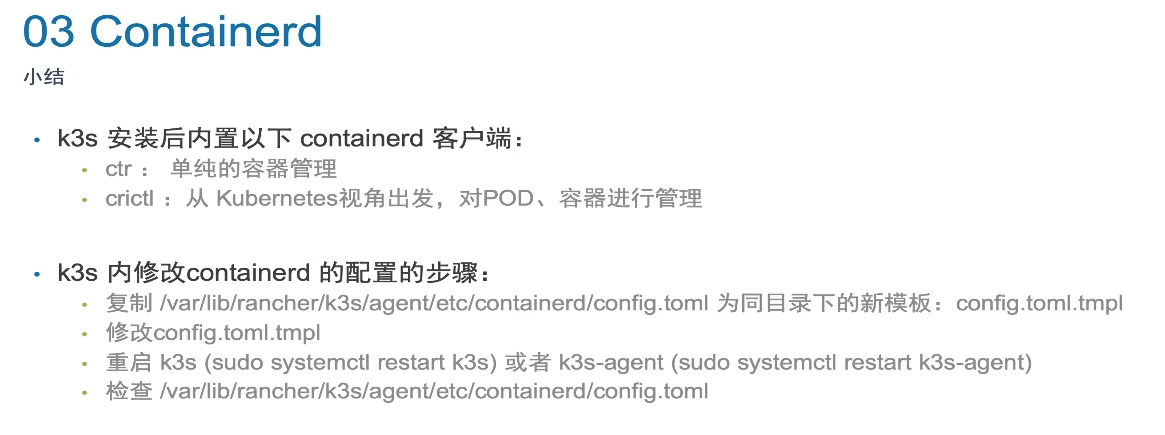 03 Containerd
小结
• k3s 安装后内置以下 containerd 客户端：
• ctr ： 单纯的容器管理
• crictl ：从 Kubernetes视角出发，对POD、容器进行管理
• k3s 内修改containerd 的配置的步骤：
• 复制 /var/lib/rancher/k3s/agent/etc/containerd/config.toml 为同目录下的新模板：config.toml.tmpl
• 修改config.toml.tmpl
• 重启 k3s (sudo systemctl restart k3s) 或者 k3s-agent (sudo systemctl restart k3s-agent)
• 检查 /var/lib/rancher/k3s/agent/etc/containerd/config.toml